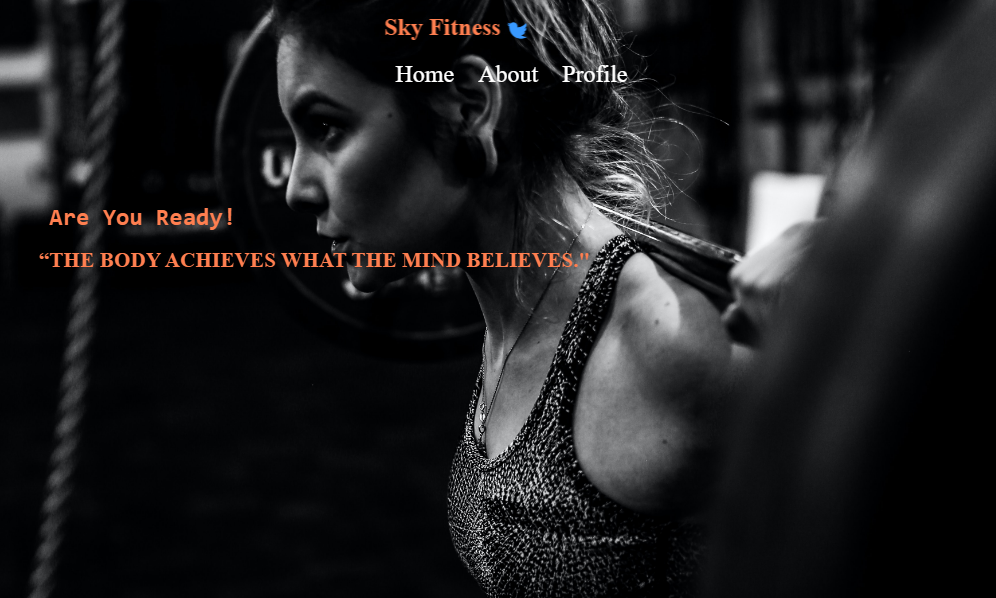 Sky Fitness
Home About Profile
Are You Ready!
“THE BODY ACHIEVES WHAT THE MIND BELIEVES."